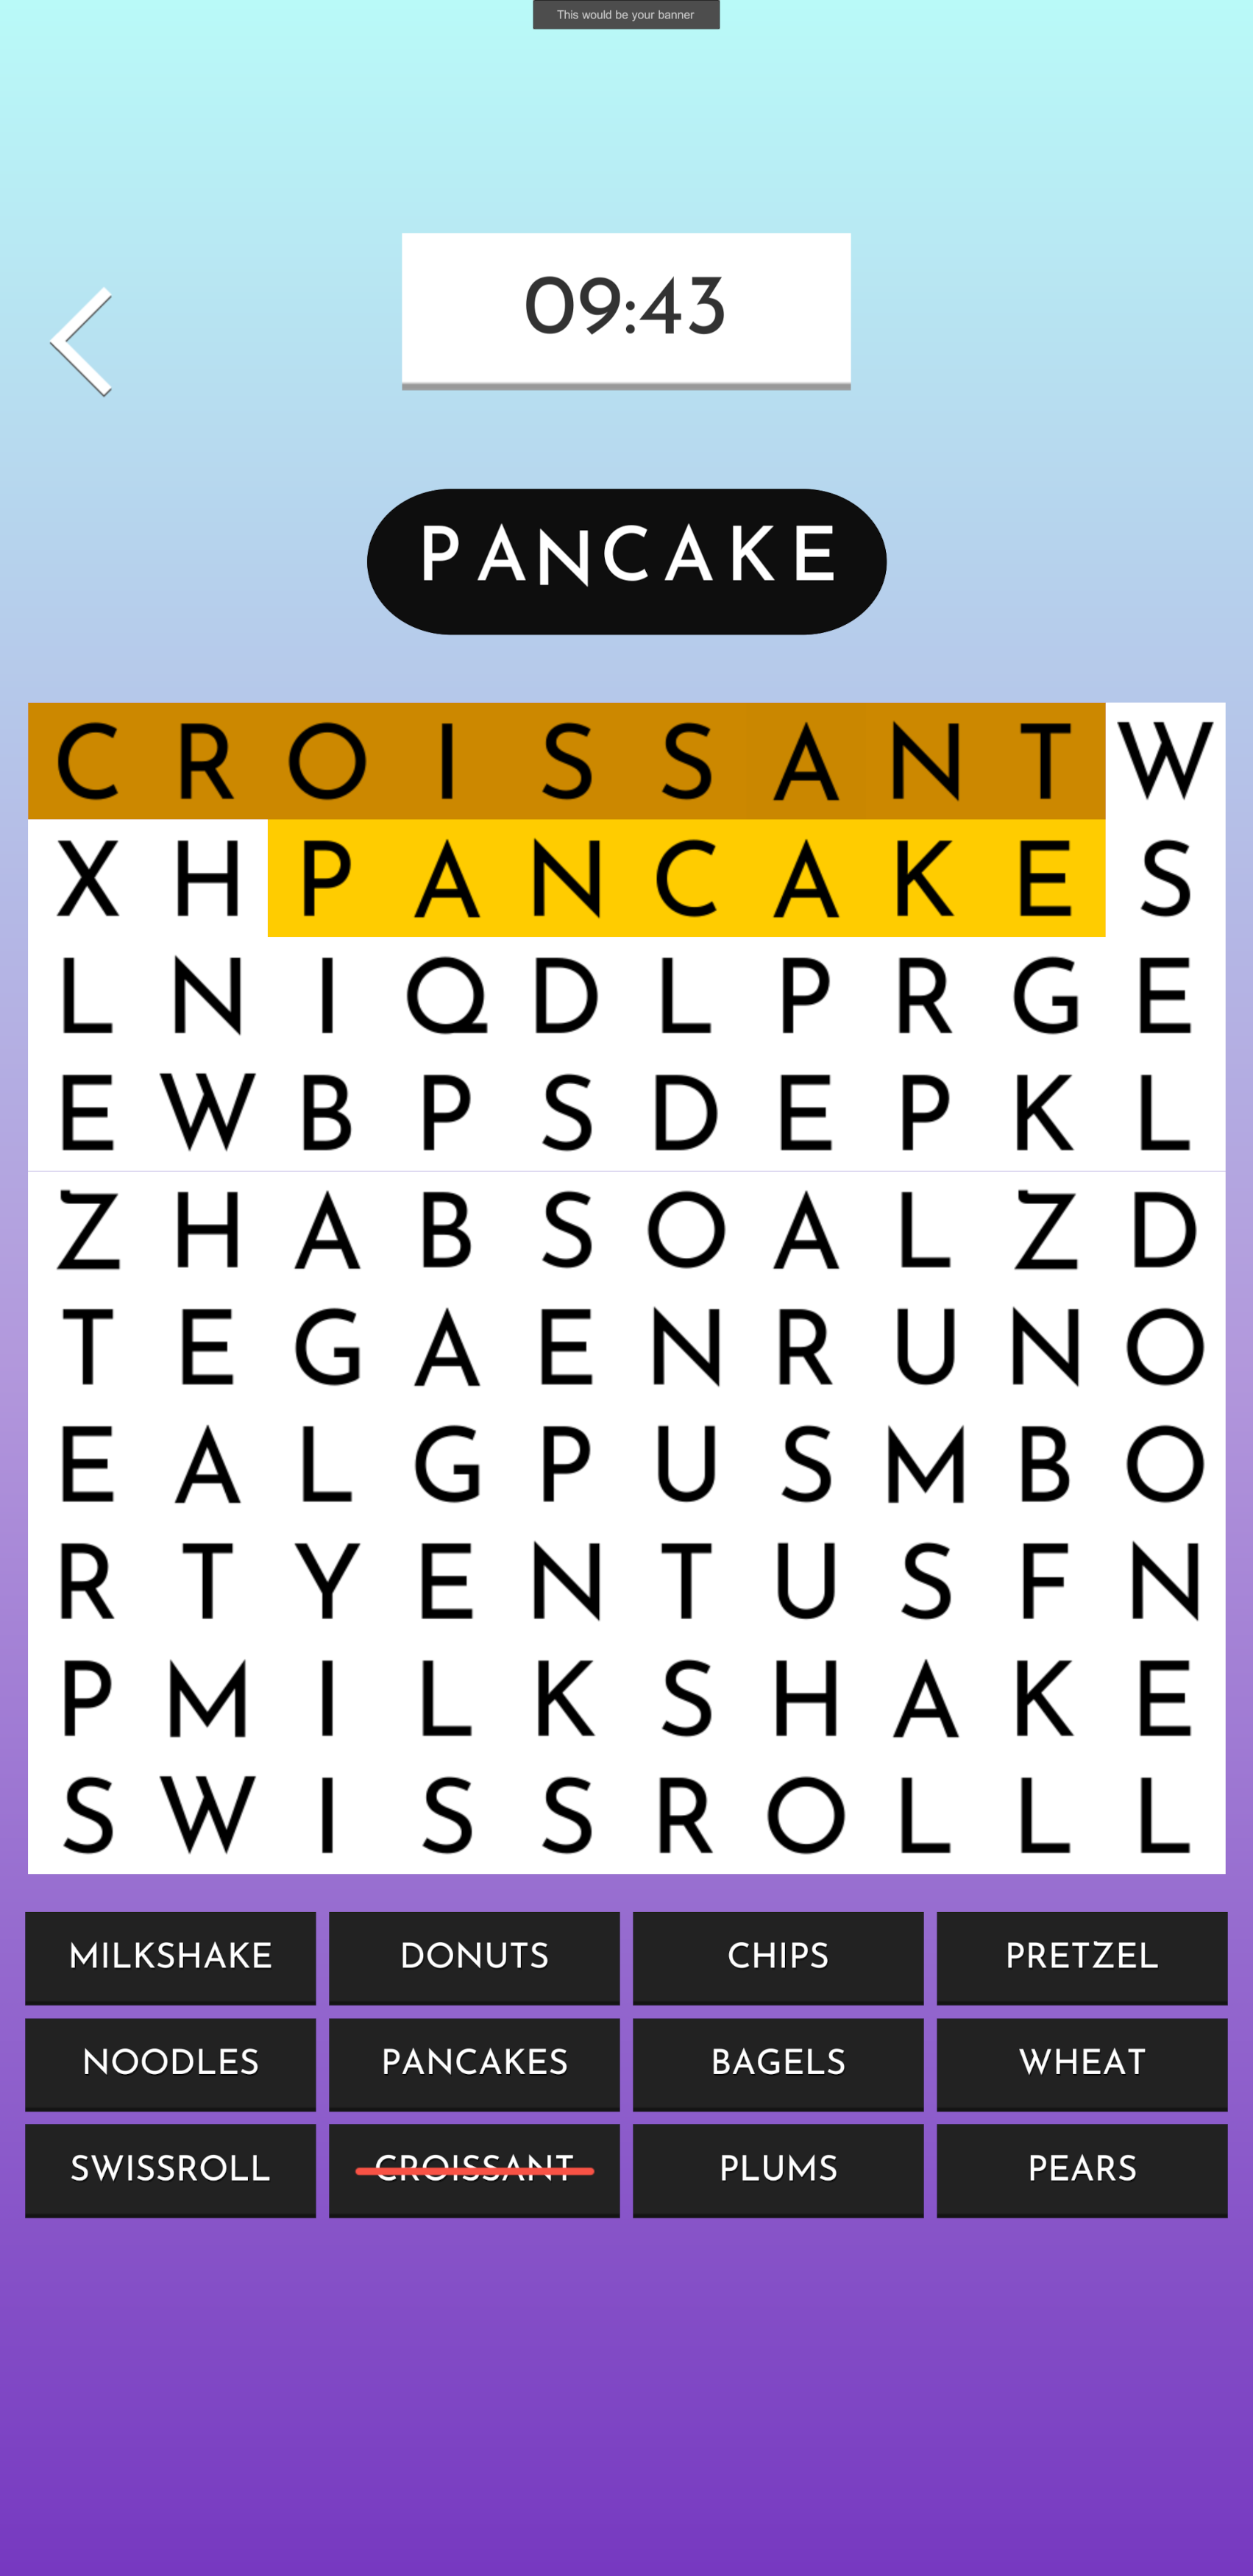 This would be your banner
09:43
PANCAKE
C R O I S S A N T W
X H P A N C A K E S
L N I Q D L P R G E
E W B P S D E P K L
Z H A B S O A L Z D
T E G A E N R U N O
E A L G P U S M B O
R T Y E N T U S F N
P M I L K S H A K E
S W I S S R O L L L
MILKSHAKE DONUTS CHIPS PRETZEL
NOODLES PANCAKES BAGELS WHEAT
SWISSROLL CROISSANT PLUMS PEARS